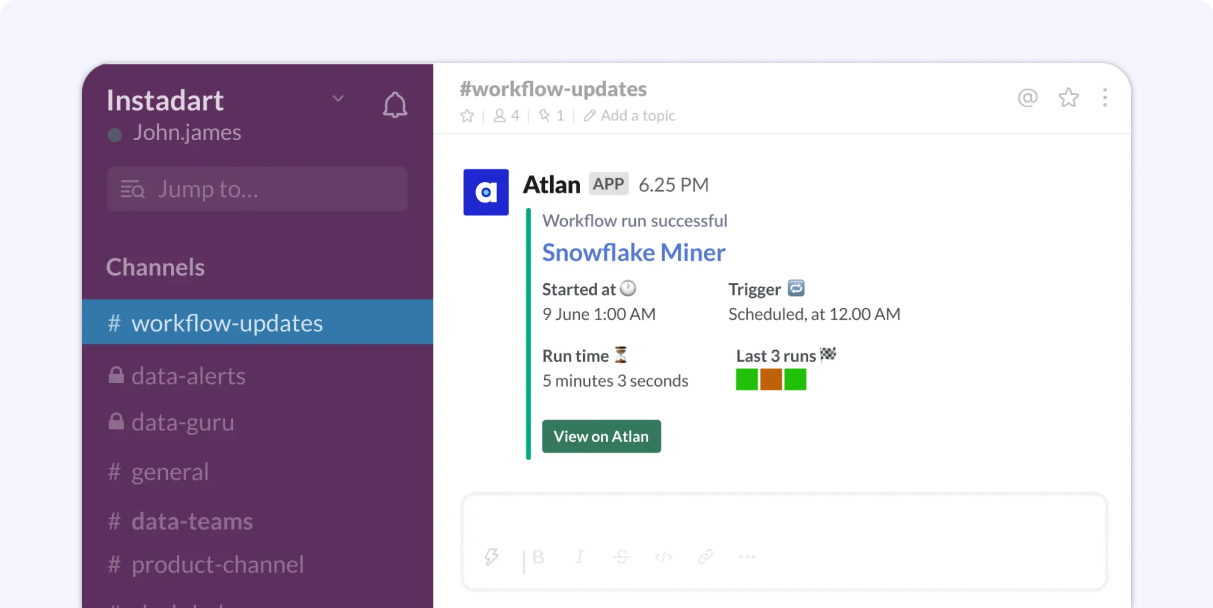 Instadart
John.james
Jump to...
Channels
# workflow-updates
data-alerts
data-guru
# general
# data-teams
# product-channel
#workflow-updates
4 | 1 | Add a topic
@
a
Atlan APP 6.25 PM
Workflow run successful
Snowflake Miner
Started at
9 June 1:00 AM
Trigger
Scheduled, at 12.00 AM
Run time
5 minutes 3 seconds
Last 3 runs
View on Atlan
B I S </>